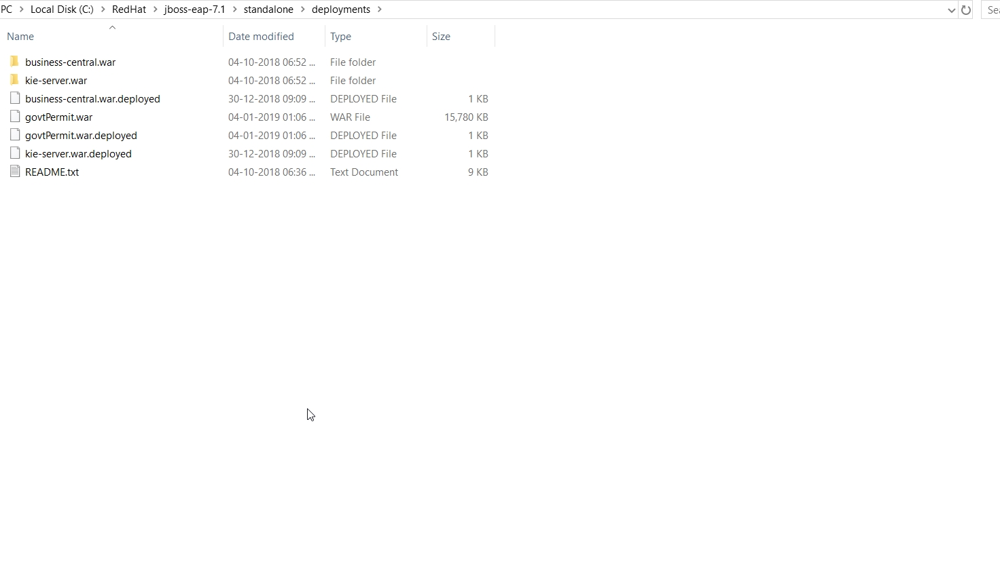 PC > Local Disk (C:) > RedHat > jboss-eap-7.1 > standalone > deployments > Sea
Name Date modified Type Size
business-central.war 04-10-2018 06:52 ... File folder
kie-server.war 04-10-2018 06:52 ... File folder
business-central.war.deployed 30-12-2018 09:09 ... DEPLOYED File 1 KB
govtPermit.war 04-01-2019 01:06 ... WAR File 15,780 KB
govtPermit.war.deployed 04-01-2019 01:06 ... DEPLOYED File 1 KB
kie-server.war.deployed 30-12-2018 09:09 ... DEPLOYED File 1 KB
README.txt 04-10-2018 06:36 ... Text Document 9 KB